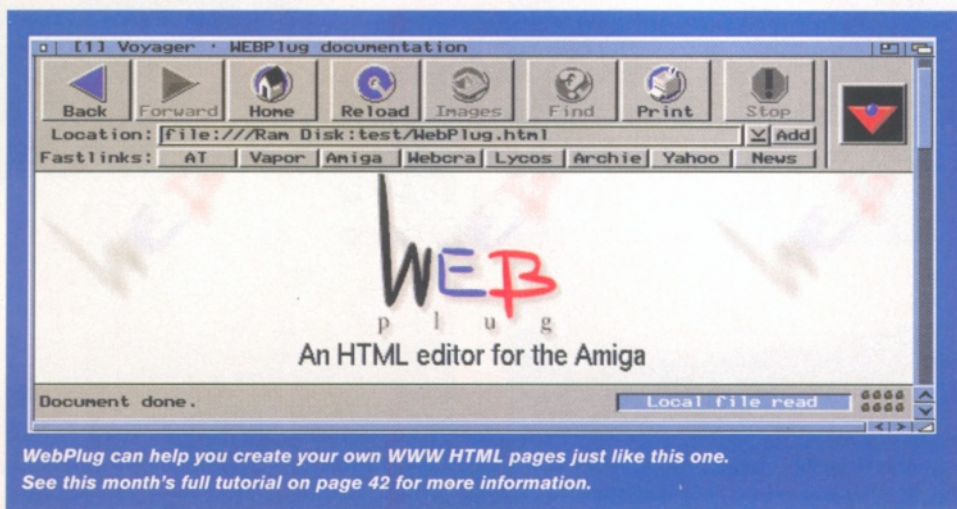 [1] Voyager · WEBPlug documentation
Back Forward Home Reload Images Find Print Stop
Location: file:///Ram Disk:test/WebPlug.html Add
Fastlinks: AT Vapor Amiga Webcra Lycos Archie Yahoo News
WEB
plug
An HTML editor for the Amiga
Document done. Local file read
WebPlug can help you create your own WWW HTML pages just like this one.
See this month's full tutorial on page 42 for more information.